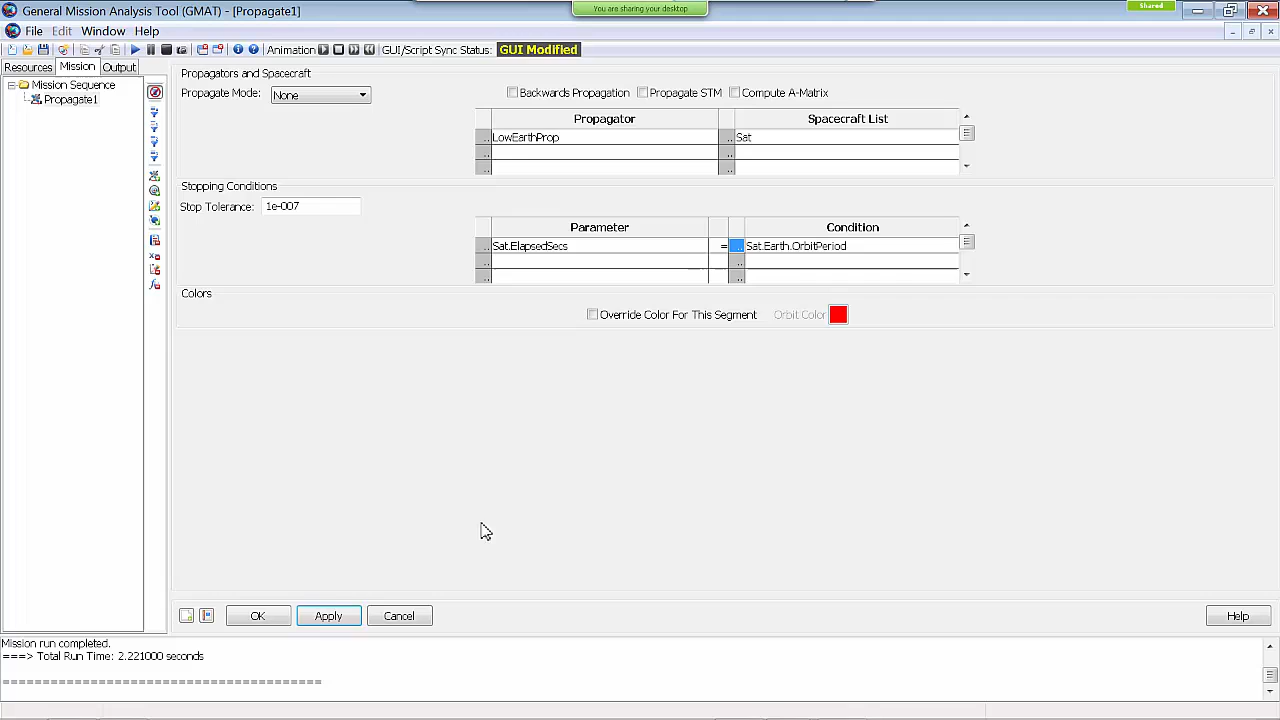 You are sharing your desktop
Shared
General Mission Analysis Tool (GMAT) - [Propagate1]
File Edit Window Help
Animation GUI/Script Sync Status: GUI Modified
Resources Mission Output
Mission Sequence
Propagate1
Propagators and Spacecraft
Propagate Mode: None
Backwards Propagation Propagate STM Compute A-Matrix
Propagator Spacecraft List
.. LowEarthProp .. Sat
.. ..
.. ..
Stopping Conditions
Stop Tolerance: 1e-007
Parameter Condition
.. Sat.ElapsedSecs = .. Sat.Earth.OrbitPeriod
.. ..
.. ..
Colors
Override Color For This Segment Orbit Color
OK Apply Cancel Help
Mission run completed.
===> Total Run Time: 2.221000 seconds
========================================